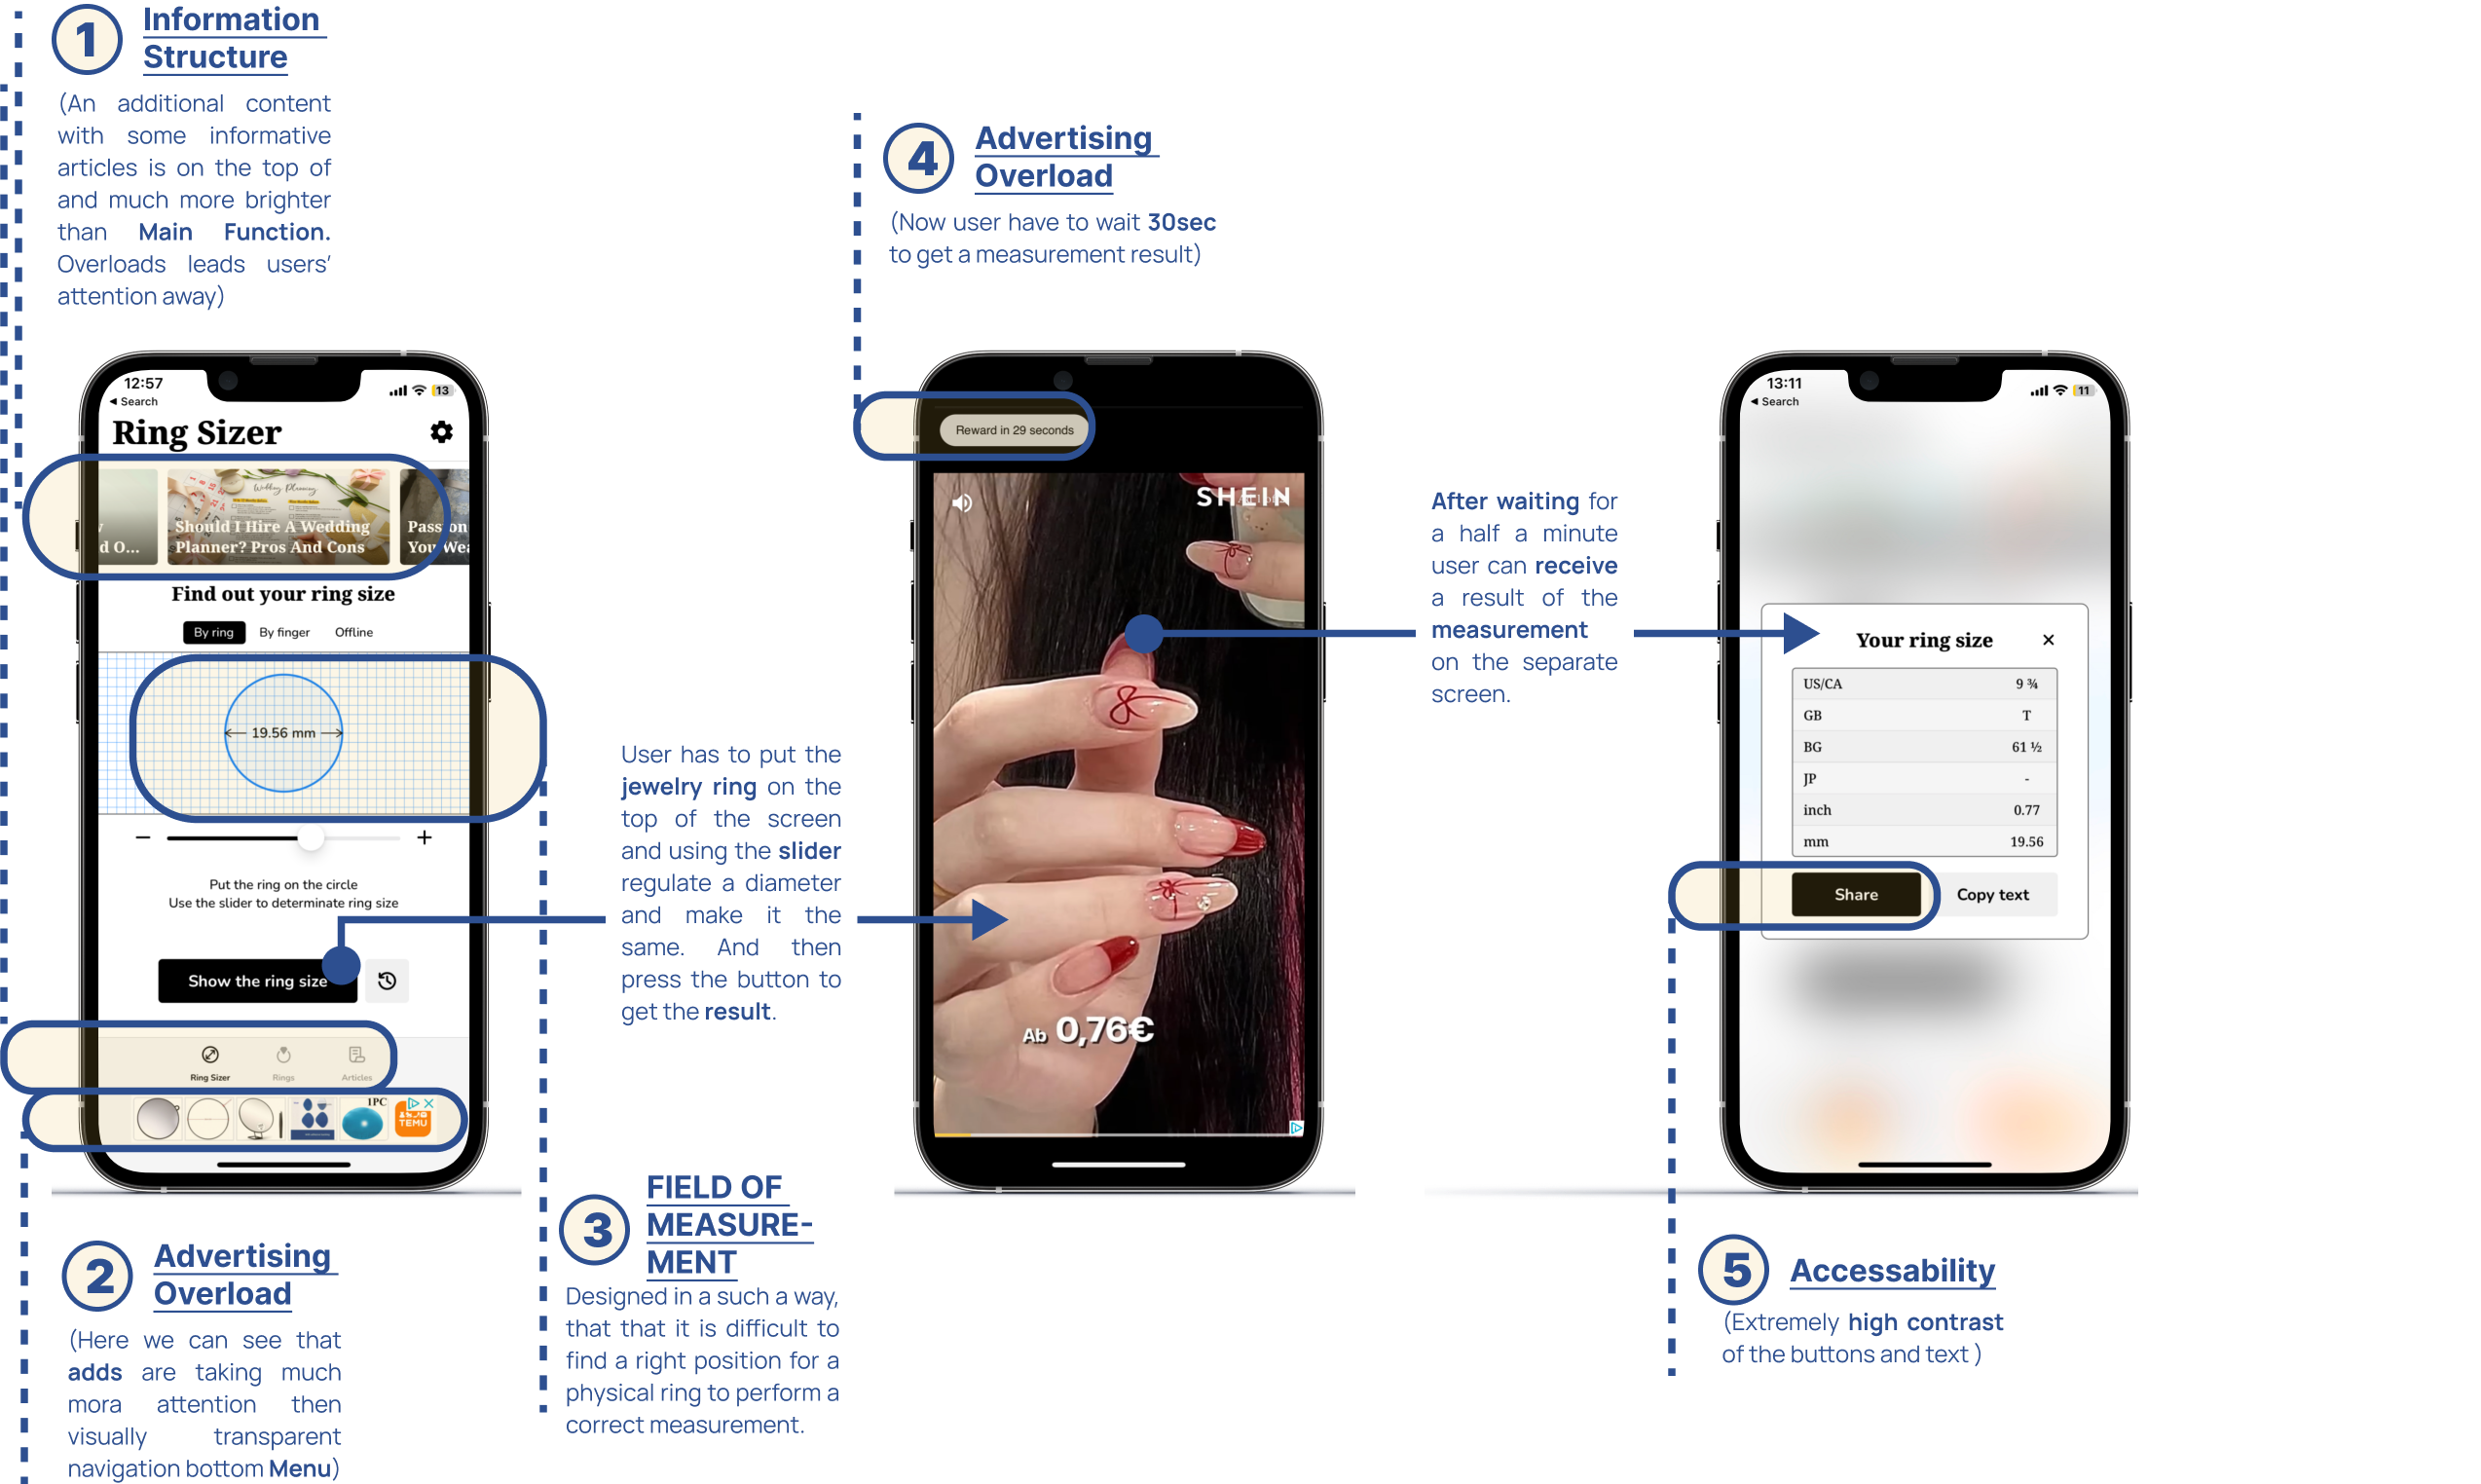 1
Information
Structure
(An additional content
with some informative
articles is on the top of
and much more brighter
than Main Function.
Overloads leads users'
attention away)
12:57
Search
13
Ring Sizer
d O...
Wedding Planning
Should I Hire A Wedding
Planner? Pros And Cons
Passion
You Wea
Find out your ring size
By ring
By finger
Offline
19.56 mm
− +
Put the ring on the circle
Use the slider to determinate ring size
Show the ring size
Ring Sizer
Rings
Articles
1PC
TEMU
2
Advertising
Overload
(Here we can see that
adds are taking much
mora attention then
visually transparent
navigation bottom Menu)
User has to put the
jewelry ring on the
top of the screen
and using the slider
regulate a diameter
and make it the
same. And then
press the button to
get the result.
3
FIELD OF
MEASURE-
MENT
Designed in a such a way,
that that it is difficult to
find a right position for a
physical ring to perform a
correct measurement.
4
Advertising
Overload
(Now user have to wait 30sec
to get a measurement result)
Reward in 29 seconds
SHEIN
Ab 0,76€
After waiting for
a half a minute
user can receive
a result of the
measurement
on the separate
screen.
13:11
Search
11
Your ring size
×
US/CA 9 ¾
GB T
BG 61 ½
JP -
inch 0.77
mm 19.56
Share
Copy text
5
Accessability
(Extremely high contrast
of the buttons and text )